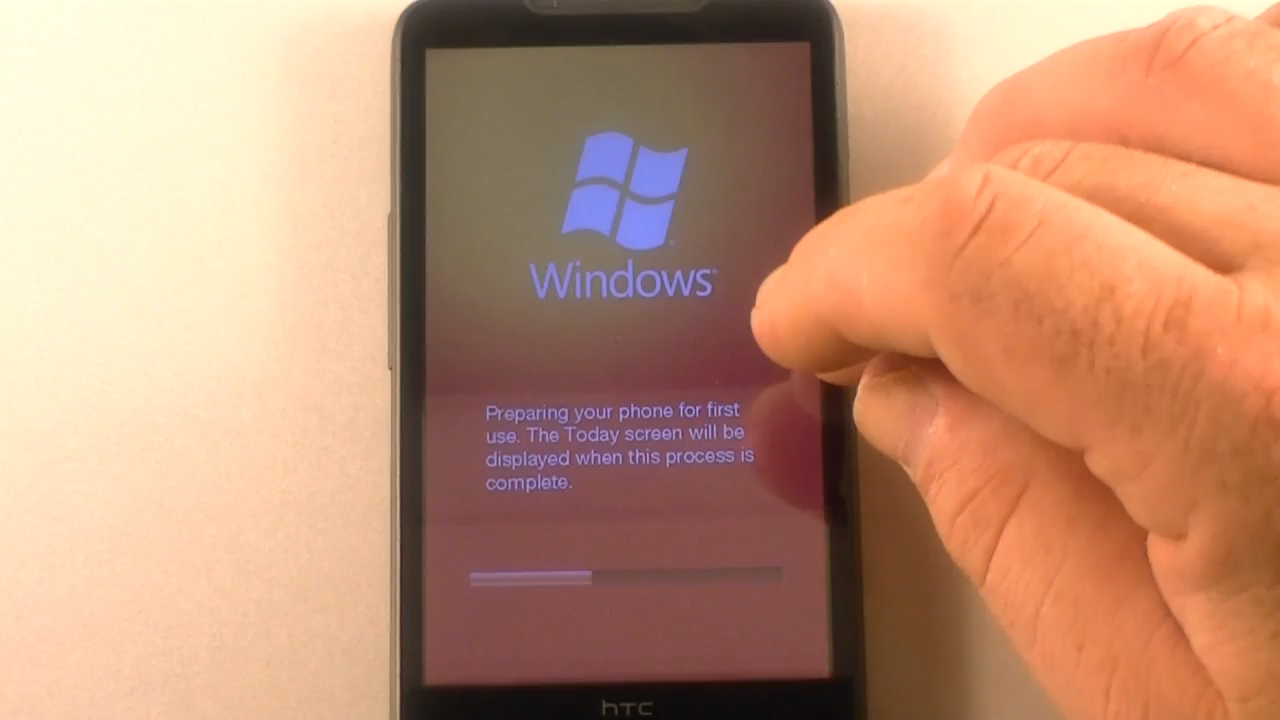 Windows
Preparing your phone for first
use. The Today screen will be
displayed when this process is
complete.
hTC